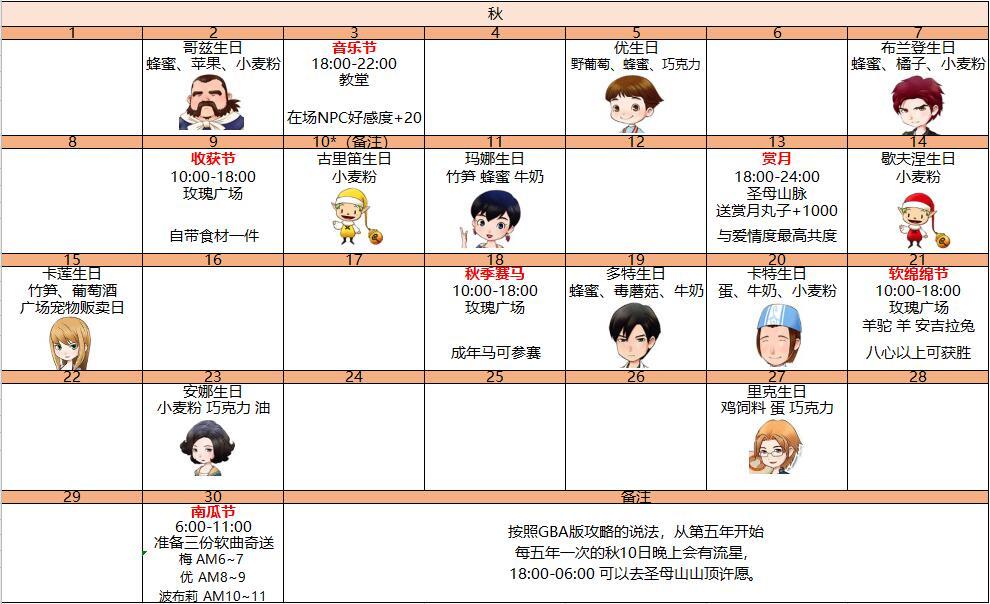 秋
1
2
3
4
5
6
7
哥兹生日
蜂蜜、苹果、小麦粉
音乐节
18:00-22:00
教堂
在场NPC好感度+20
优生日
野葡萄、蜂蜜、巧克力
布兰登生日
蜂蜜、橘子、小麦粉
8
9
10*（备注）
11
12
13
14
收获节
10:00-18:00
玫瑰广场
自带食材一件
古里笛生日
小麦粉
玛娜生日
竹笋 蜂蜜 牛奶
赏月
18:00-24:00
圣母山脉
送赏月丸子+1000
与爱情度最高共度
歇夫涅生日
小麦粉
15
16
17
18
19
20
21
卡莲生日
竹笋、葡萄酒
广场宠物贩卖日
秋季赛马
10:00-18:00
玫瑰广场
成年马可参赛
多特生日
蜂蜜、毒蘑菇、牛奶
卡特生日
蛋、牛奶、小麦粉
软绵绵节
10:00-18:00
玫瑰广场
羊驼 羊 安吉拉兔
八心以上可获胜
22
23
24
25
26
27
28
安娜生日
小麦粉 巧克力 油
里克生日
鸡饲料 蛋 巧克力
29
30
备注
南瓜节
6:00-11:00
准备三份软曲奇送
梅 AM6~7
优 AM8~9
波布莉 AM10~11
按照GBA版攻略的说法，从第五年开始
每五年一次的秋10日晚上会有流星，
18:00-06:00 可以去圣母山山顶许愿。